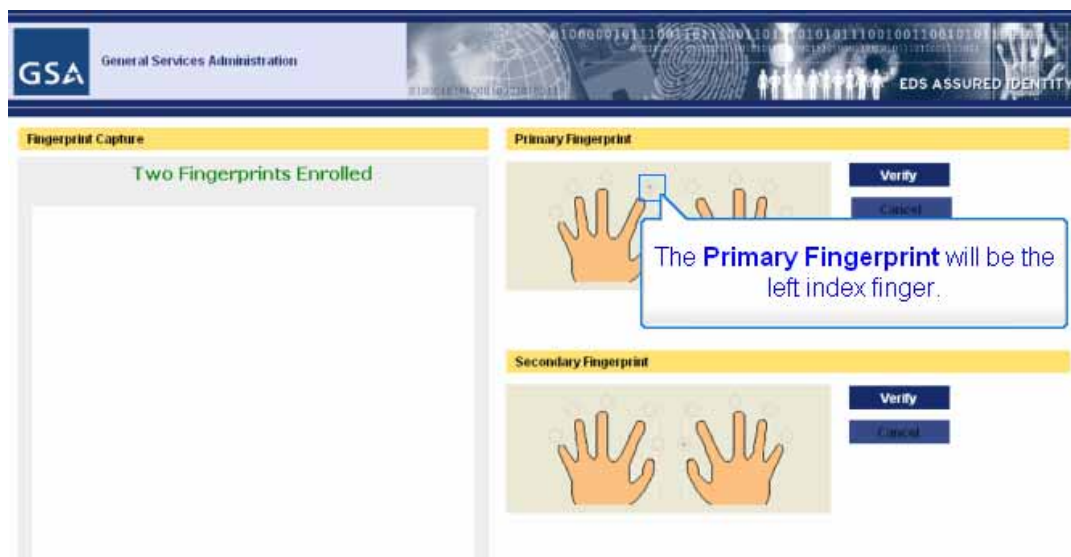 GSA
General Services Administration
EDS ASSURED IDENTITY
Fingerprint Capture
Two Fingerprints Enrolled
Primary Fingerprint
Verify
Cancel
The Primary Fingerprint will be the
left index finger.
Secondary Fingerprint
Verify
Cancel